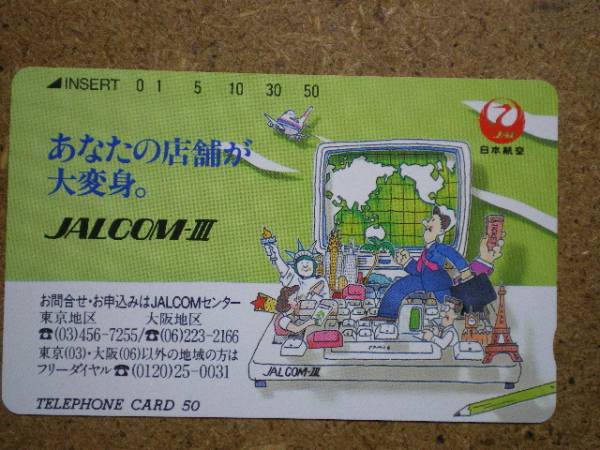 INSERT 0 1 5 10 30 50
JAL
日本航空
あなたの店舗が
大変身。
JALCOM-III
お問合せ・お申込みはJALCOMセンター
東京地区 大阪地区
☎(03)456-7255/☎(06)223-2166
東京(03)・大阪(06)以外の地域の方は
フリーダイヤル☎(0120)25-0031
JALCOM-III
TELEPHONE CARD 50